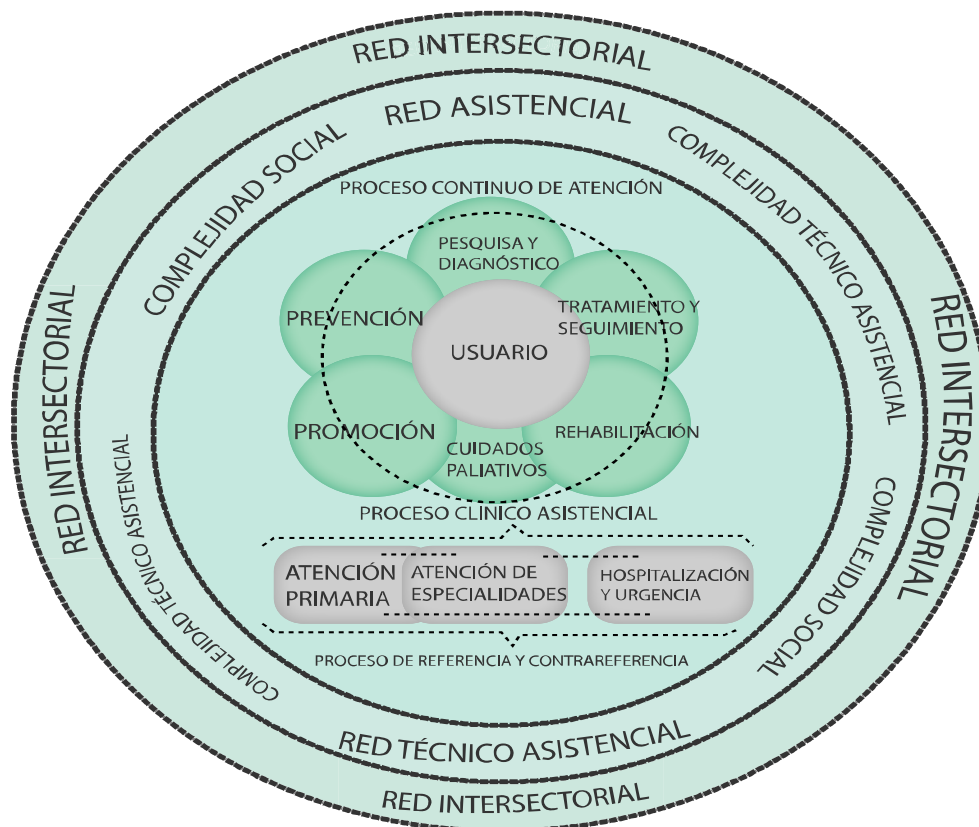 RED INTERSECTORIAL
RED ASISTENCIAL
COMPLEJIDAD SOCIAL
COMPLEJIDAD TÉCNICO ASISTENCIAL
PROCESO CONTINUO DE ATENCIÓN
PESQUISA Y
DIAGNÓSTICO
PREVENCIÓN
TRATAMIENTO Y
SEGUIMIENTO
USUARIO
RED INTERSECTORIAL
RED INTERSECTORIAL
PROMOCIÓN
REHABILITACIÓN
CUIDADOS
PALIATIVOS
PROCESO CLÍNICO ASISTENCIAL
ATENCIÓN
PRIMARIA
ATENCIÓN DE
ESPECIALIDADES
HOSPITALIZACIÓN
Y URGENCIA
PROCESO DE REFERENCIA Y CONTRAREFERENCIA
COMPLEJIDAD TÉCNICO ASISTENCIAL
COMPLEJIDAD SOCIAL
RED TÉCNICO ASISTENCIAL
RED INTERSECTORIAL